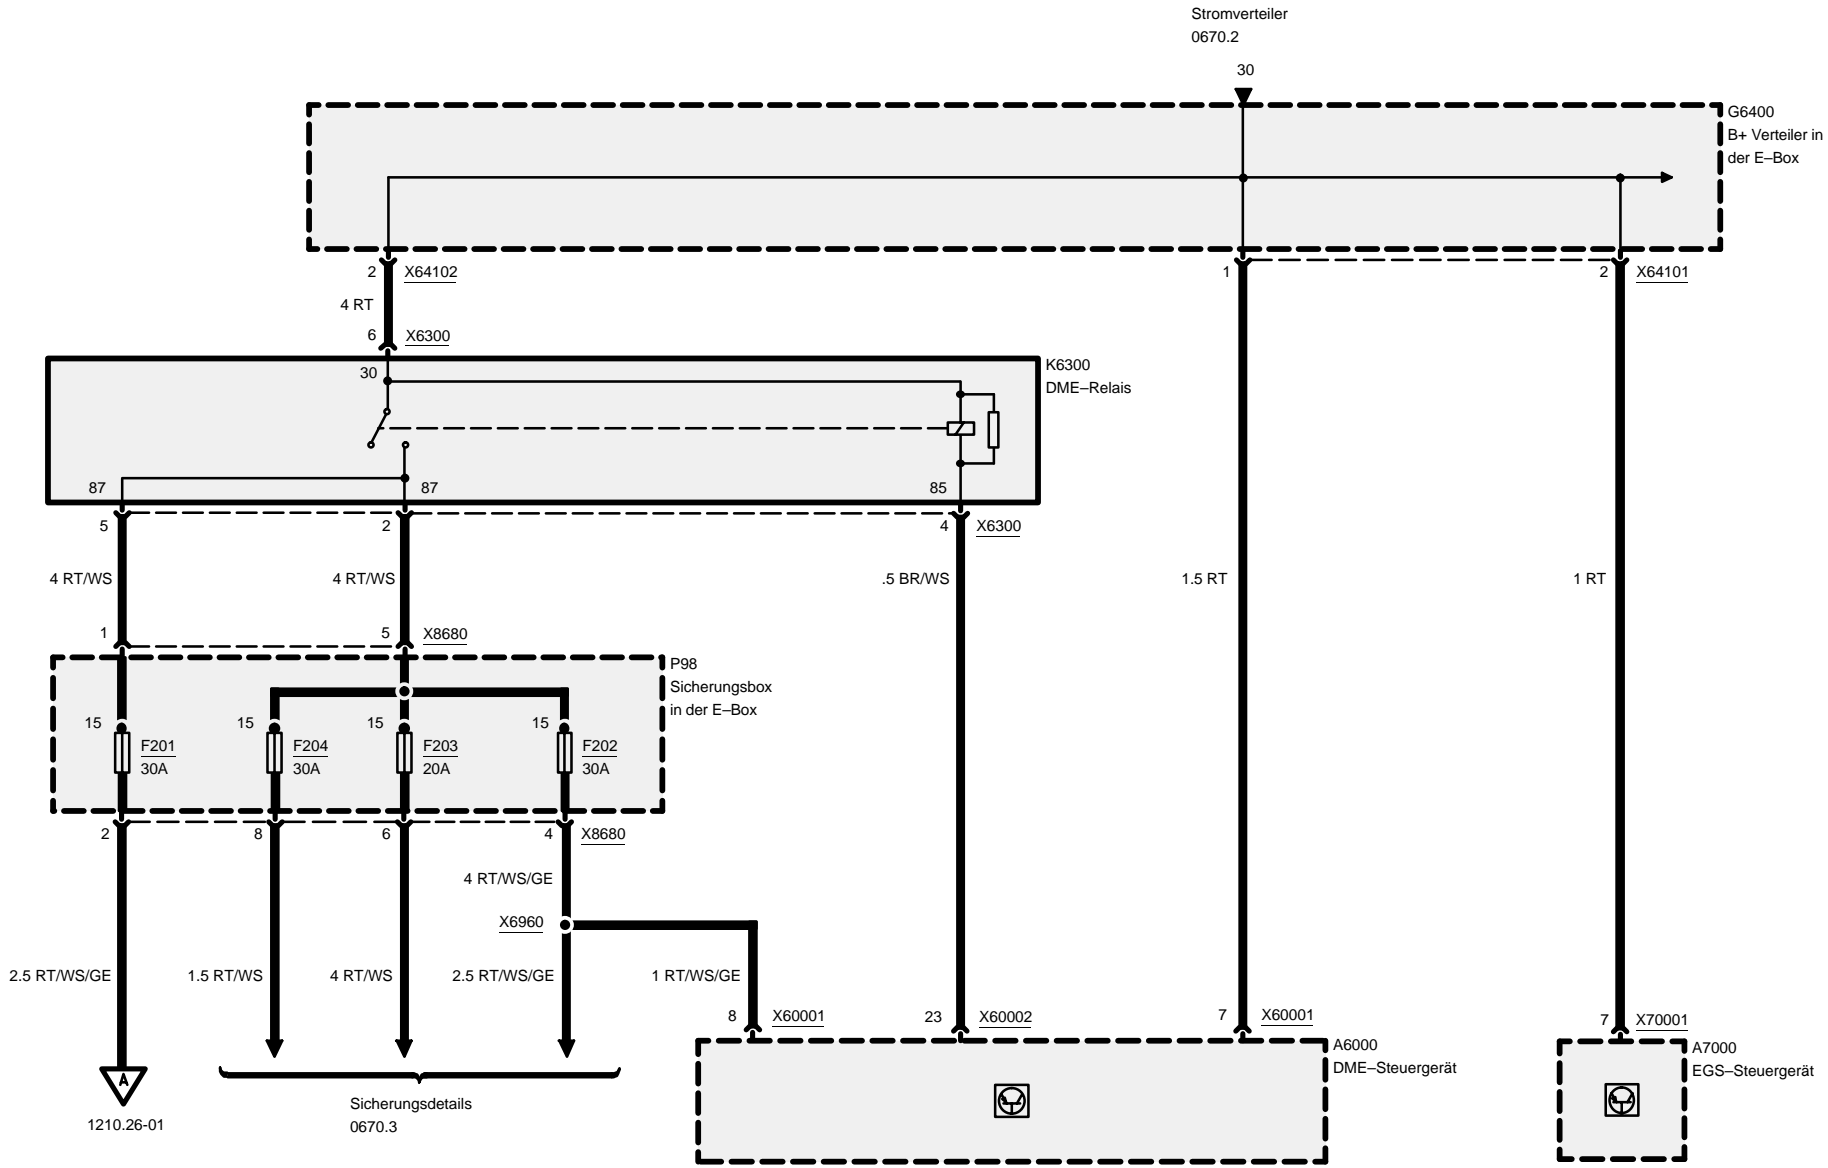 Stromverteiler
0670.2
30
G6400
B+ Verteiler in
der E–Box
2 X64102
1
2 X64101
4 RT
6 X6300
K6300
DME–Relais
30
87
87
85
5
2
4 X6300
4 RT/WS
4 RT/WS
.5 BR/WS
1.5 RT
1 RT
1
5 X8680
P98
Sicherungsbox
in der E–Box
15
15
15
15
F201
30A
F204
30A
F203
20A
F202
30A
2
8
6
4 X8680
4 RT/WS/GE
X6960
2.5 RT/WS/GE
1.5 RT/WS
4 RT/WS
2.5 RT/WS/GE
1 RT/WS/GE
8 X60001
23 X60002
7 X60001
7 X70001
A6000
DME–Steuergerät
A7000
EGS–Steuergerät
A
1210.26-01
Sicherungsdetails
0670.3